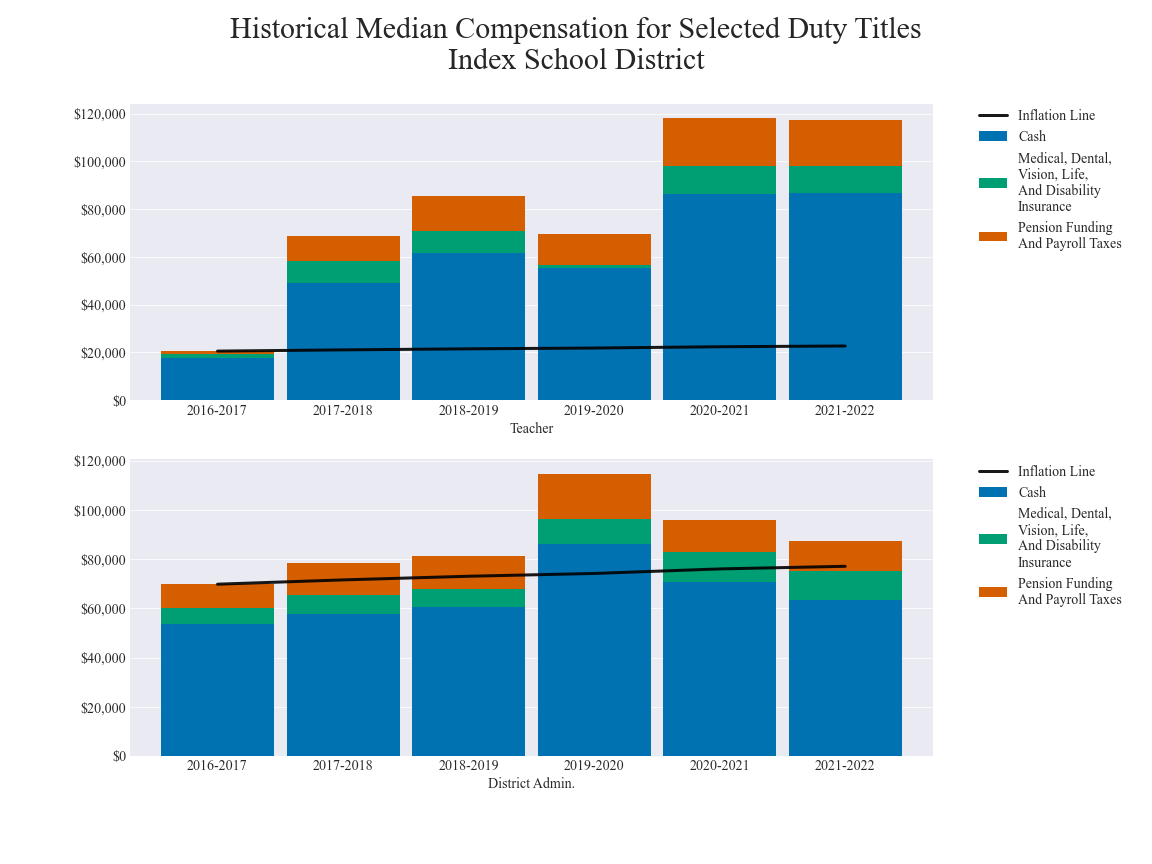 Historical Median Compensation for Selected Duty Titles
Index School District
$120,000
$100,000
$80,000
$60,000
$40,000
$20,000
$0
2016-2017
2017-2018
2018-2019
2019-2020
2020-2021
2021-2022
Teacher
Inflation Line
Cash
Medical, Dental,
Vision, Life,
And Disability
Insurance
Pension Funding
And Payroll Taxes
$120,000
$100,000
$80,000
$60,000
$40,000
$20,000
$0
2016-2017
2017-2018
2018-2019
2019-2020
2020-2021
2021-2022
District Admin.
Inflation Line
Cash
Medical, Dental,
Vision, Life,
And Disability
Insurance
Pension Funding
And Payroll Taxes